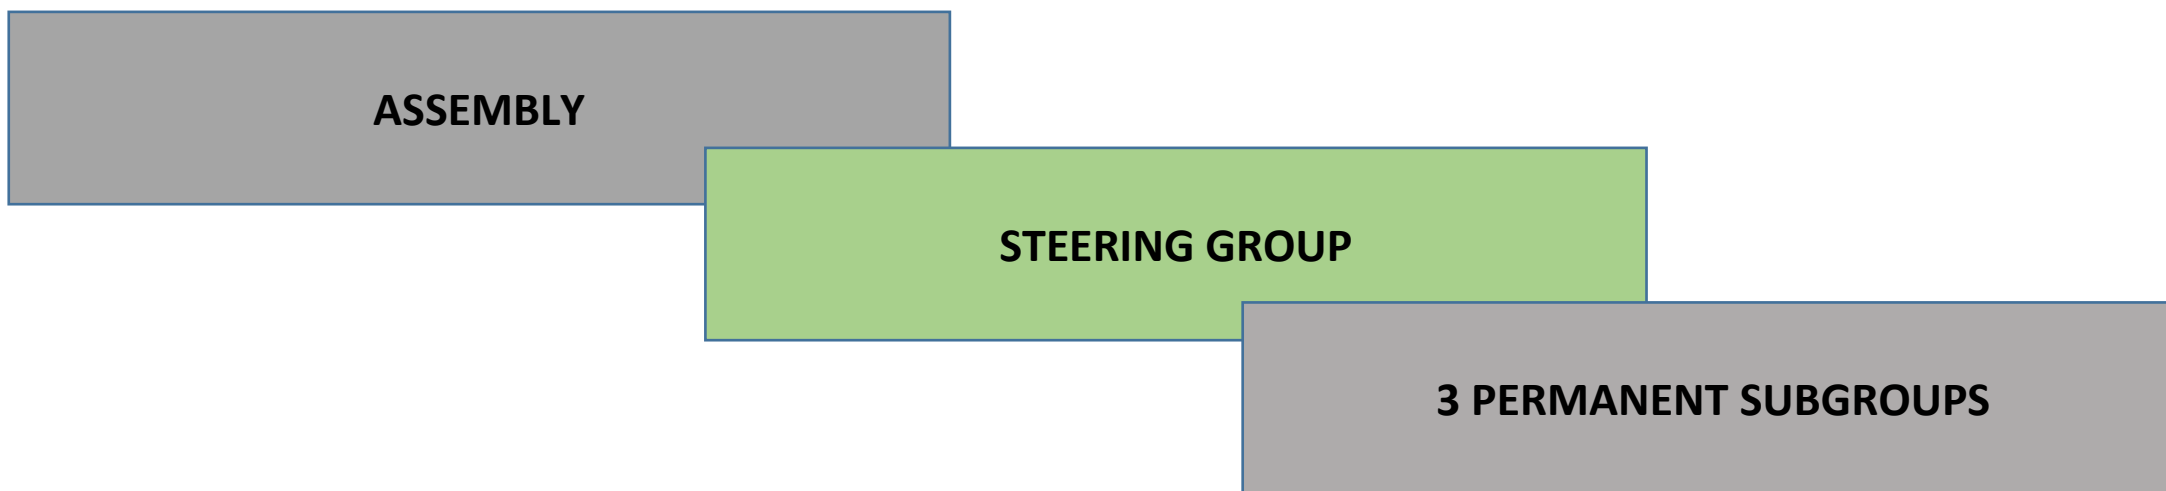 ASSEMBLY
STEERING GROUP
3 PERMANENT SUBGROUPS